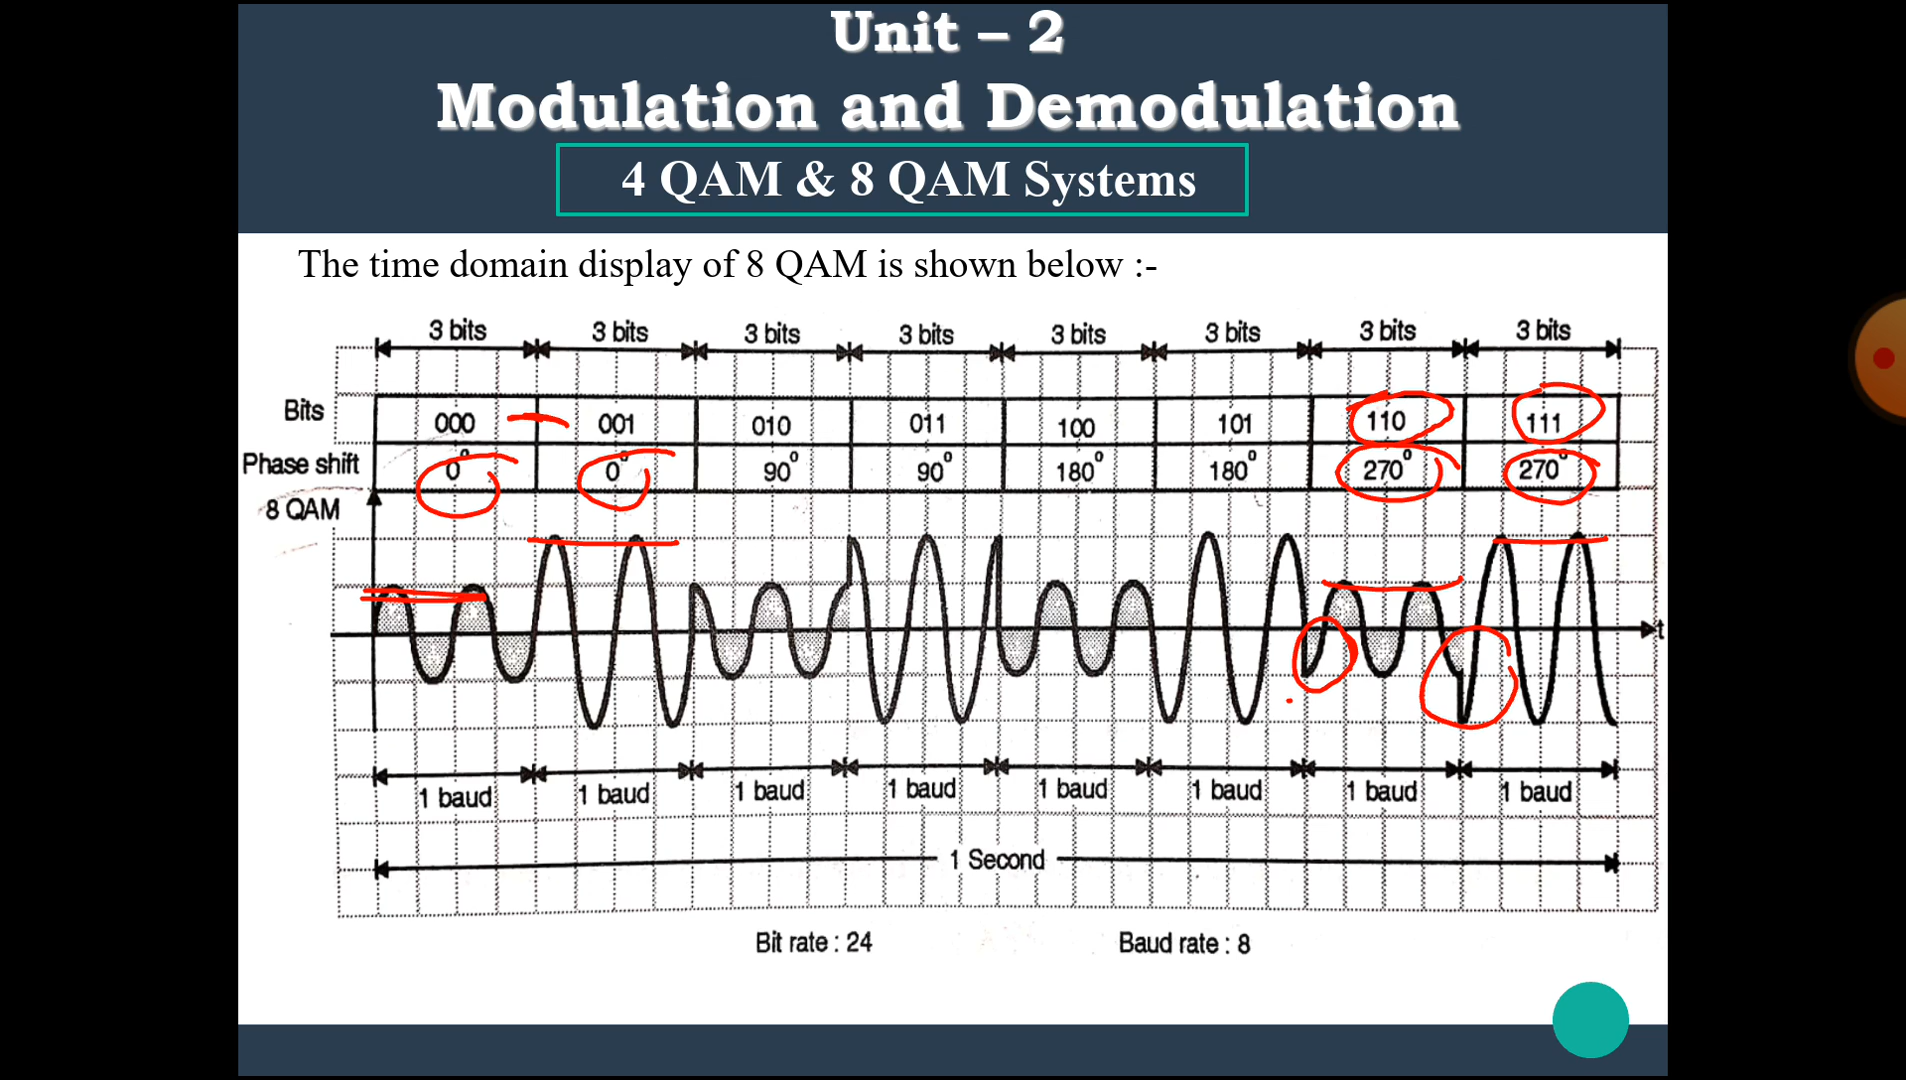 Unit – 2
Modulation and Demodulation
4 QAM & 8 QAM Systems
The time domain display of 8 QAM is shown below :-
3 bits 3 bits 3 bits 3 bits 3 bits 3 bits 3 bits 3 bits
Bits 000 001 010 011 100 101 110 111
Phase shift 0° 0° 90° 90° 180° 180° 270° 270°
8 QAM
t
1 baud 1 baud 1 baud 1 baud 1 baud 1 baud 1 baud 1 baud
1 Second
Bit rate : 24 Baud rate : 8